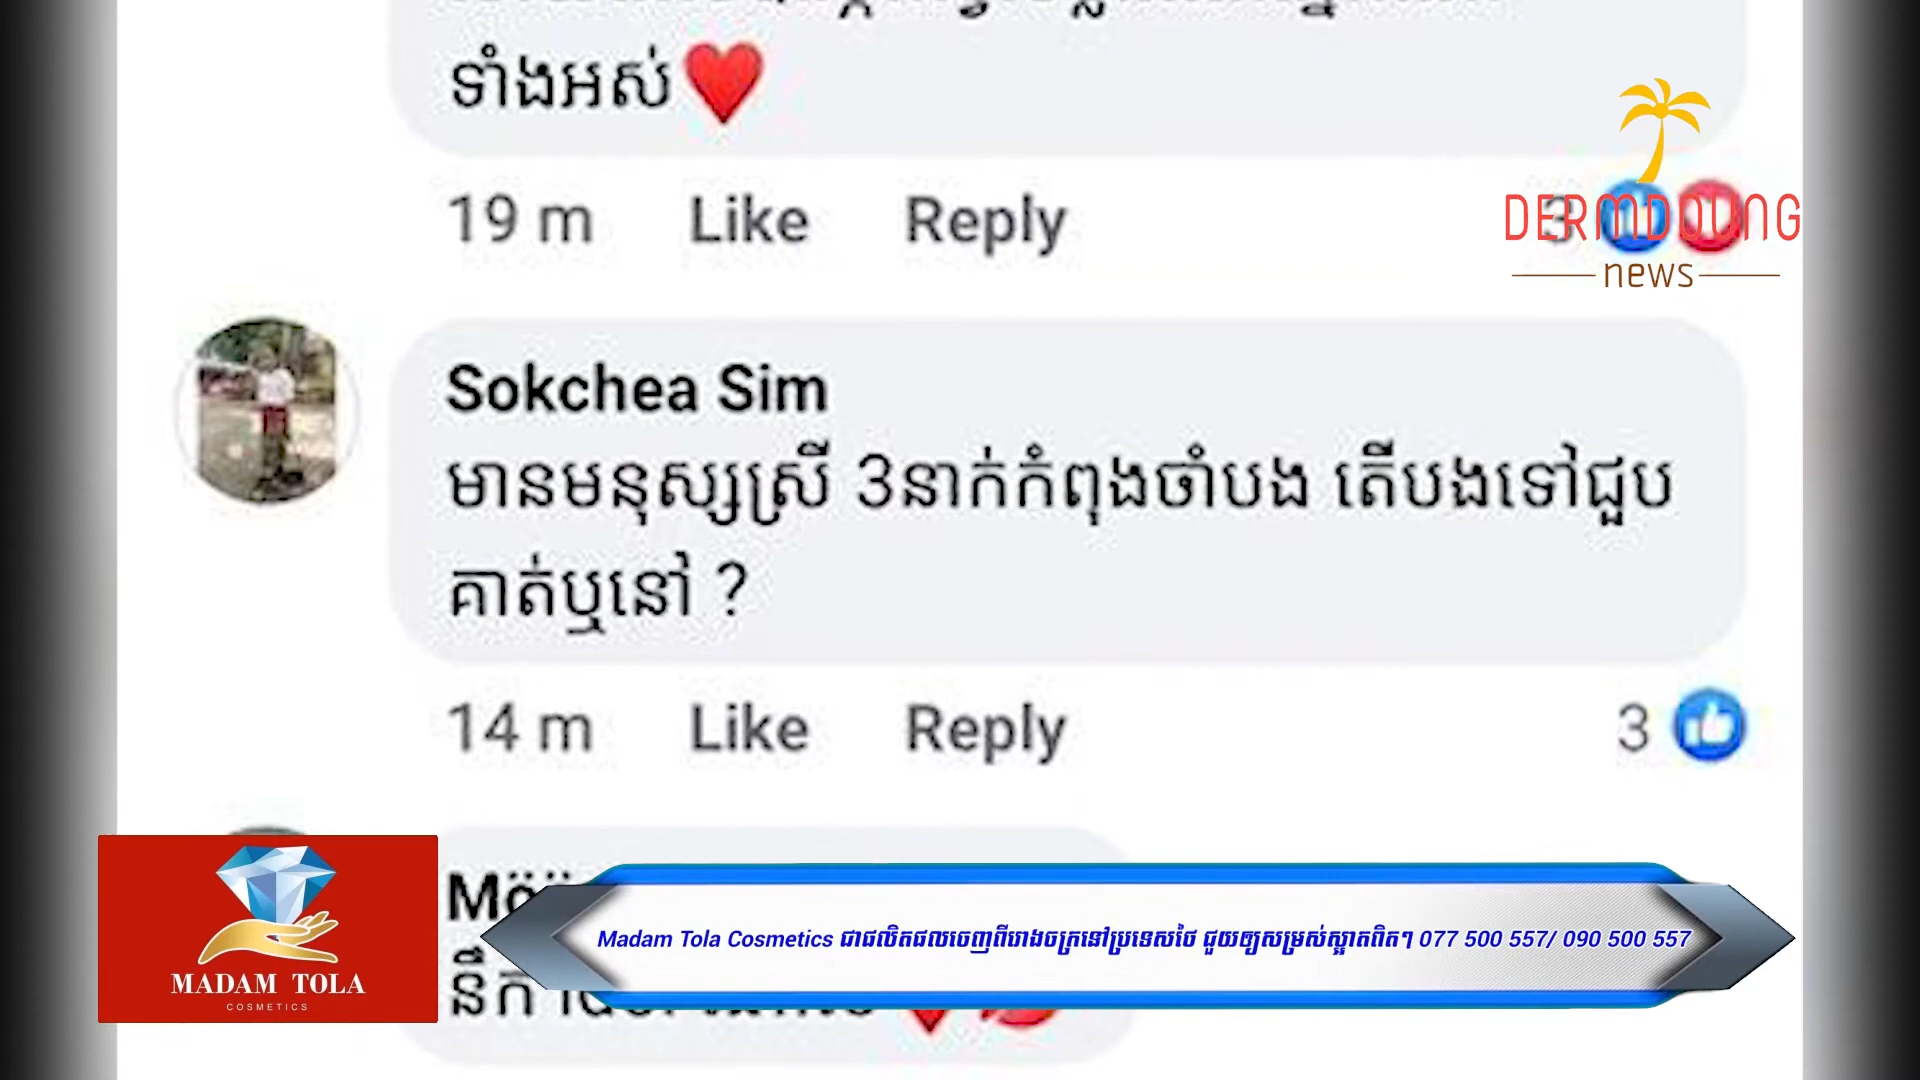 ទាំងអស់❤️
19 m Like Reply 3
DERMDOUNG
news
Sokchea Sim
មានមនុស្សស្រី 3នាក់កំពុងចាំបង តើបងទៅជួប
គាត់ឬនៅ ?
14 m Like Reply 3
MADAM TOLA
COSMETICS
Madam Tola Cosmetics ជាផលិតផលចេញពីរោងចក្រនៅប្រទេសថៃ ជួយឲ្យសម្រស់ស្អាតពិតៗ 077 500 557/ 090 500 557